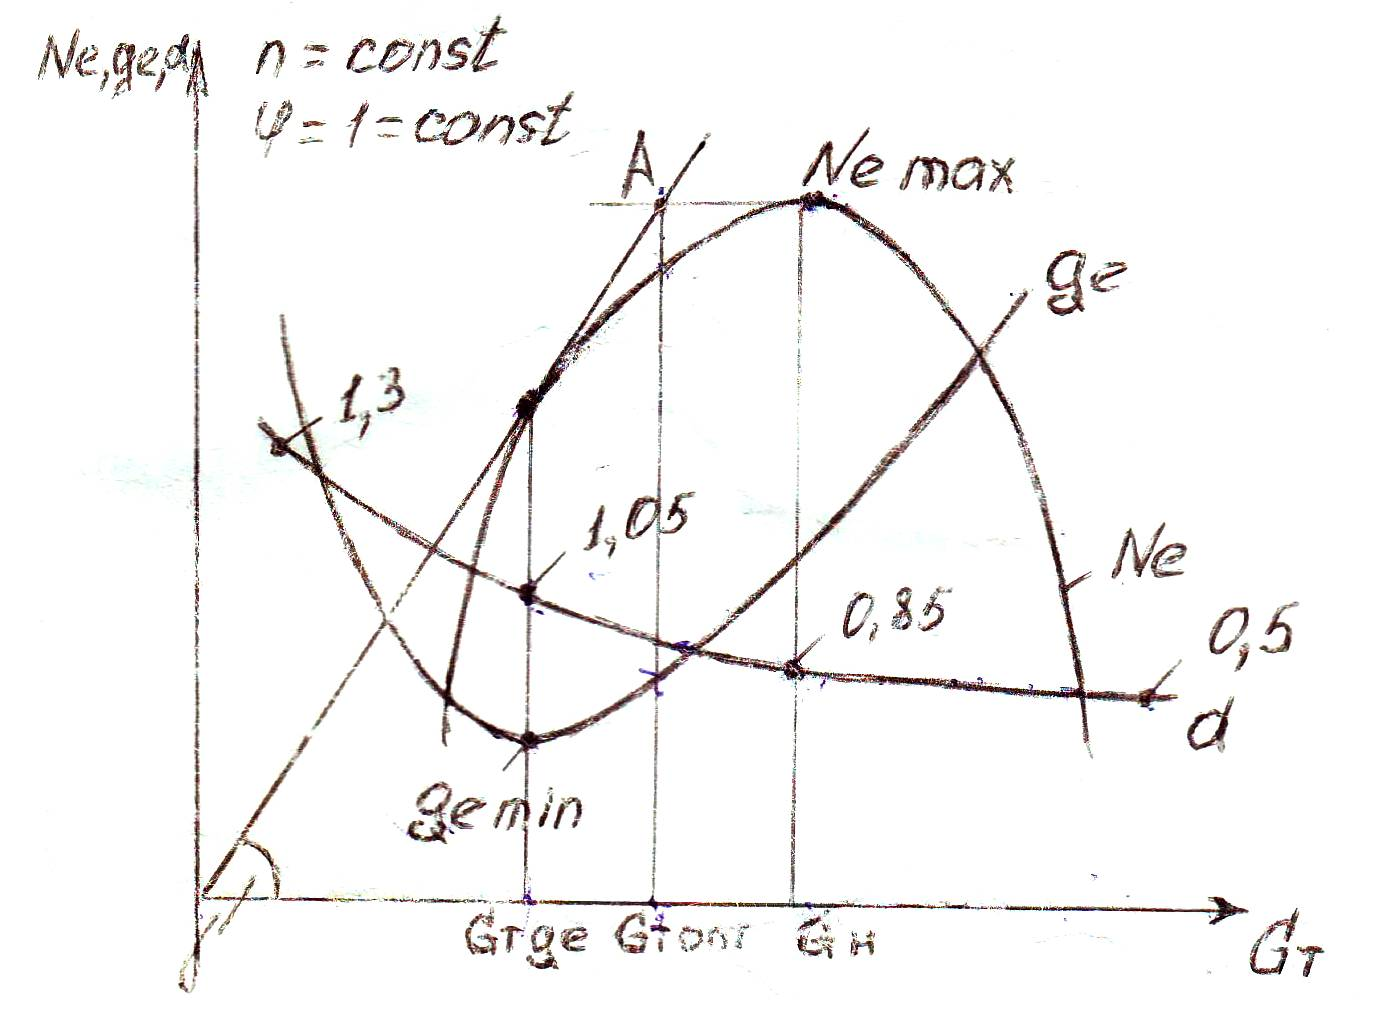 Ne, ge, α
n = const
φ = 1 = const
A
Ne max
ge
1,3
1,05
Ne
0,85
0,5
α
ge min
Gтge Gтопт Gн
Gт